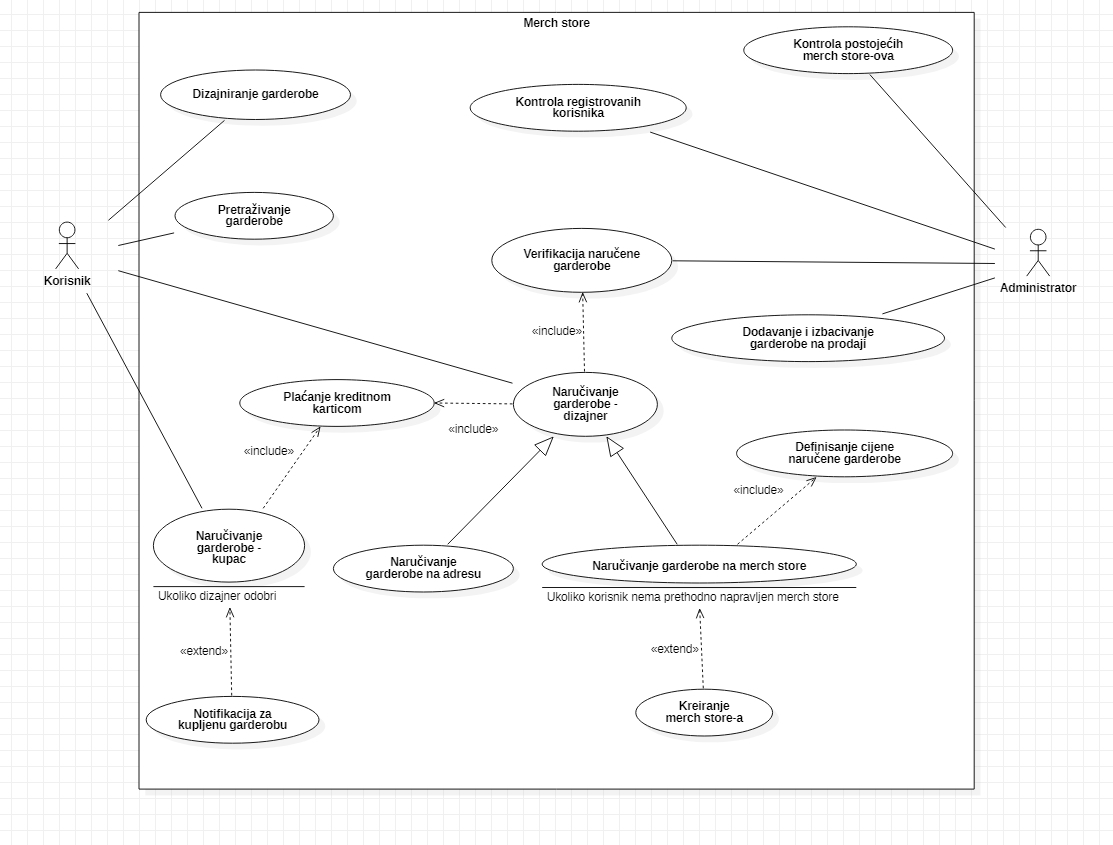 Merch store
Kontrola postojećih
merch store-ova
Dizajniranje garderobe
Kontrola registrovanih
korisnika
Pretraživanje
garderobe
Korisnik
Verifikacija naručene
garderobe
Administrator
«include»
Dodavanje i izbacivanje
garderobe na prodaji
Plaćanje kreditnom
karticom
Naručivanje
garderobe -
dizajner
«include»
«include»
Definisanje cijene
naručene garderobe
«include»
Naručivanje
garderobe -
kupac
Ukoliko dizajner odobri
Naručivanje
garderobe na adresu
Naručivanje garderobe na merch store
Ukoliko korisnik nema prethodno napravljen merch store
«extend»
«extend»
Notifikacija za
kupljenu garderobu
Kreiranje
merch store-a